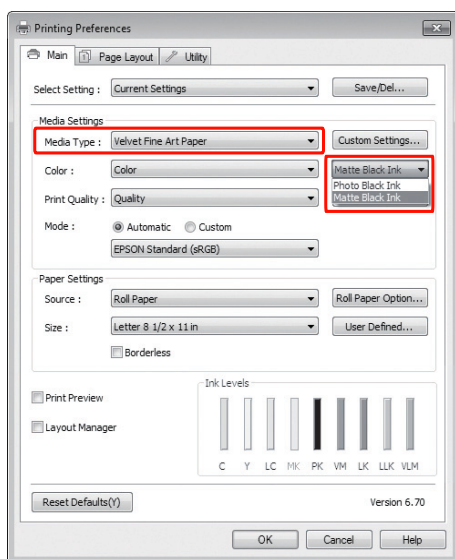 Printing Preferences
Main Page Layout Utility
Select Setting : Current Settings Save/Del...
Media Settings
Media Type : Velvet Fine Art Paper Custom Settings...
Color : Color Matte Black Ink
Photo Black Ink
Print Quality : Quality Matte Black Ink
Mode : Automatic Custom
EPSON Standard (sRGB)
Paper Settings
Source : Roll Paper Roll Paper Option...
Size : Letter 8 1/2 x 11 in User Defined...
Borderless
Ink Levels
Print Preview
Layout Manager
C Y LC MK PK VM LK LLK VLM
Reset Defaults(Y) Version 6.70
OK Cancel Help